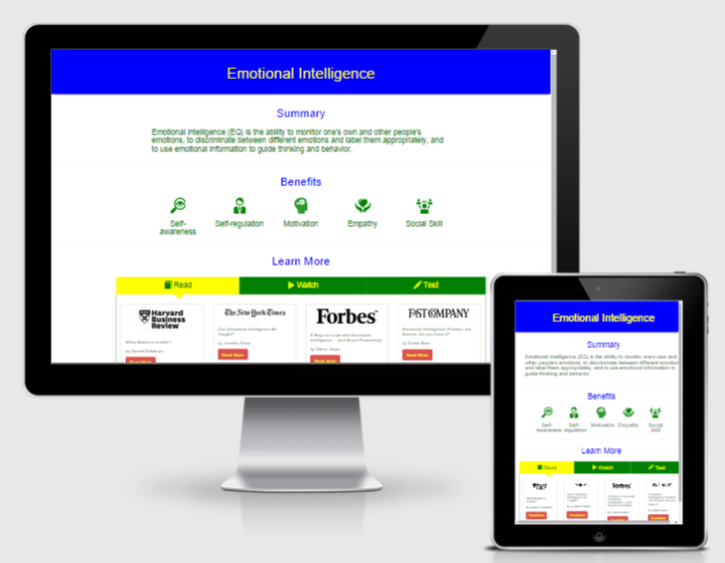 Emotional Intelligence
Summary
Emotional Intelligence (EQ) is the ability to monitor one's own and other people's
emotions, to discriminate between different emotions and label them appropriately, and
to use emotional information to guide thinking and behavior.
Benefits
Self-
awareness
Self-regulation
Motivation
Empathy
Social Skill
Learn More
Read
Watch
Test
Harvard
Business
Review
What Makes a Leader?
by Daniel Goleman
Read More
The New York Times
Can Emotional Intelligence Be
Taught?
by Jennifer Kahn
Read More
Forbes
5 Ways to Lead with Emotional
Intelligence -- and Boost Productivity
Read More
FAST COMPANY
Emotional Intelligence Predicts Job
Success: Do you have it?
Read More
Emotional Intelligence
Summary
Emotional Intelligence (EQ) is the ability to monitor one's own and
other people's emotions, to discriminate between different emotions
and label them appropriately, and to use emotional information to
guide thinking and behavior.
Benefits
Self-
awareness
Self-
regulation
Motivation
Empathy
Social
Skill
Learn More
Read
Watch
Test
Forbes